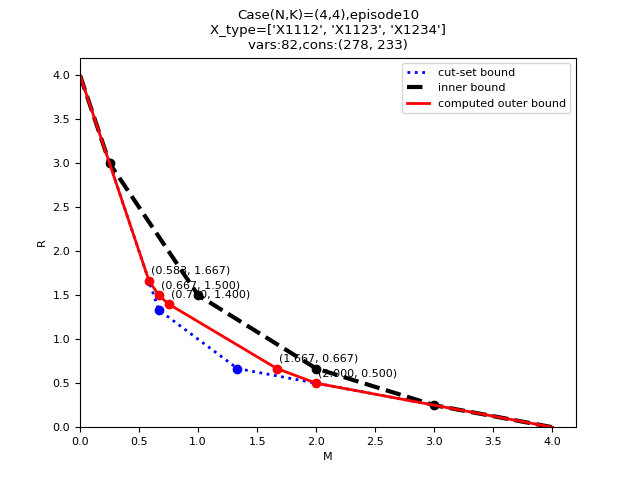 Case(N,K)=(4,4),episode10
X_type=['X1112', 'X1123', 'X1234']
vars:82,cons:(278, 233)
cut-set bound
inner bound
computed outer bound
4.0
3.5
3.0
2.5
2.0
1.5
1.0
0.5
0.0
R
(0.583, 1.667)
(0.667, 1.500)
1.400)
(1.667, 0.667)
(2.000, 0.500)
0.0 0.5 1.0 1.5 2.0 2.5 3.0 3.5 4.0
M